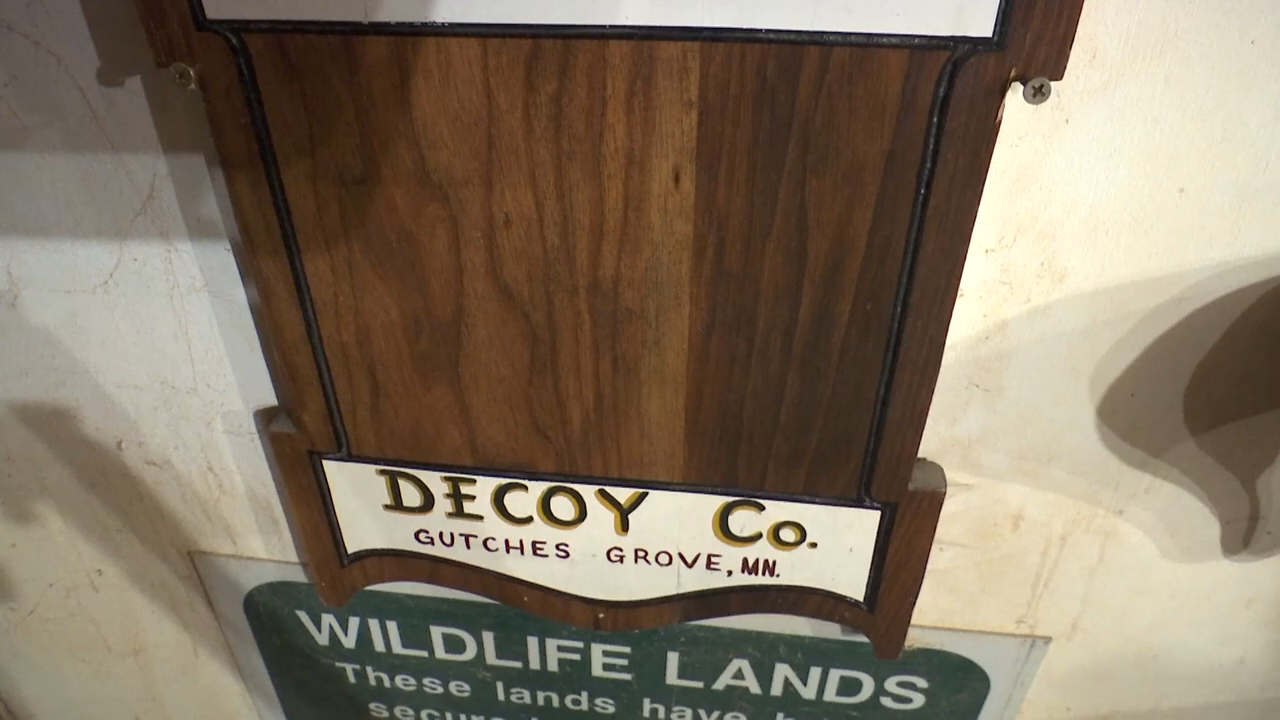 DECOY Co.
GUTCHES GROVE, MN.
WILDLIFE LANDS
These lands have